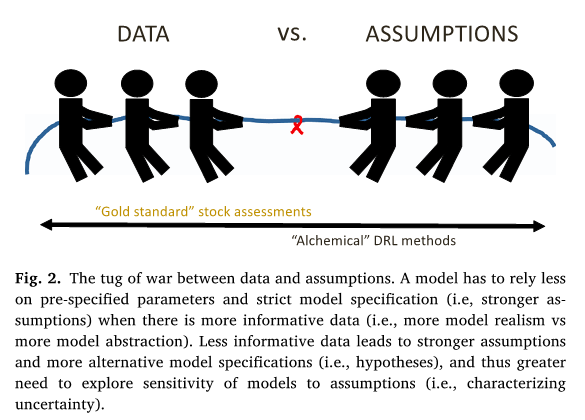 DATA vs. ASSUMPTIONS
"Gold standard" stock assessments
"Alchemical" DRL methods
Fig. 2. The tug of war between data and assumptions. A model has to rely less
on pre-specified parameters and strict model specification (i.e, stronger as-
sumptions) when there is more informative data (i.e., more model realism vs
more model abstraction). Less informative data leads to stronger assumptions
and more alternative model specifications (i.e., hypotheses), and thus greater
need to explore sensitivity of models to assumptions (i.e., characterizing
uncertainty).